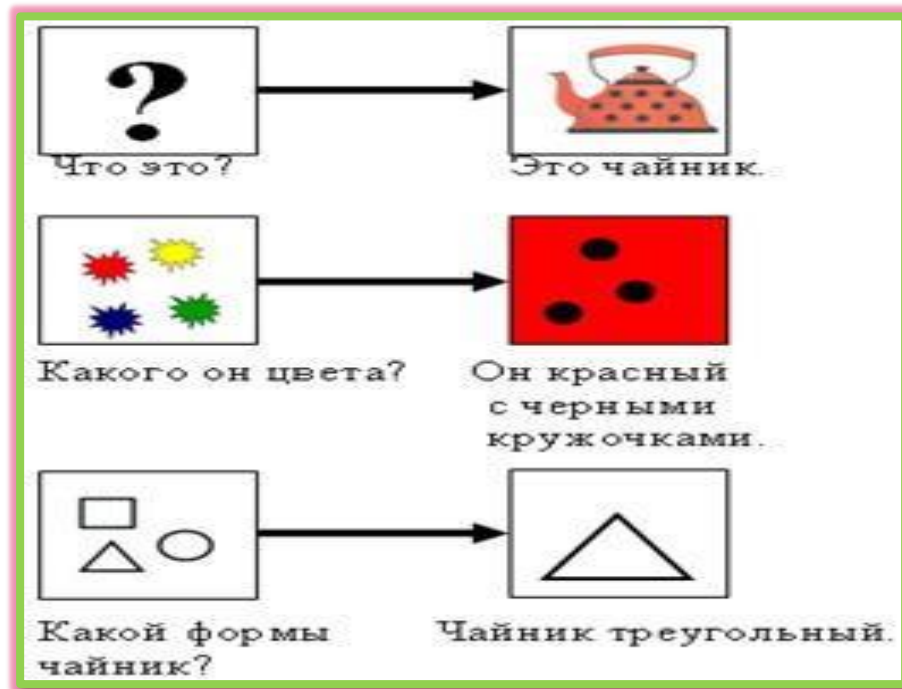 ?
Что это?
Это чайник.
Какого он цвета?
Он красный
с черными
кружочками.
Какой формы
чайник?
Чайник треугольный.